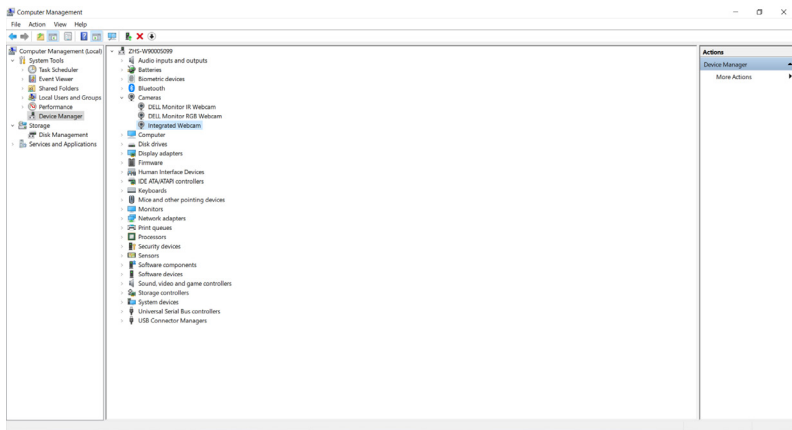 Computer Management
File Action View Help
Computer Management (Local)
System Tools
Task Scheduler
Event Viewer
Shared Folders
Local Users and Groups
Performance
Device Manager
Storage
Disk Management
Services and Applications
ZHS-W90005099
Audio inputs and outputs
Batteries
Biometric devices
Bluetooth
Cameras
DELL Monitor IR Webcam
DELL Monitor RGB Webcam
Integrated Webcam
Computer
Disk drives
Display adapters
Firmware
Human Interface Devices
IDE ATA/ATAPI controllers
Keyboards
Mice and other pointing devices
Monitors
Network adapters
Print queues
Processors
Security devices
Sensors
Software components
Software devices
Sound, video and game controllers
Storage controllers
System devices
Universal Serial Bus controllers
USB Connector Managers
Actions
Device Manager
More Actions